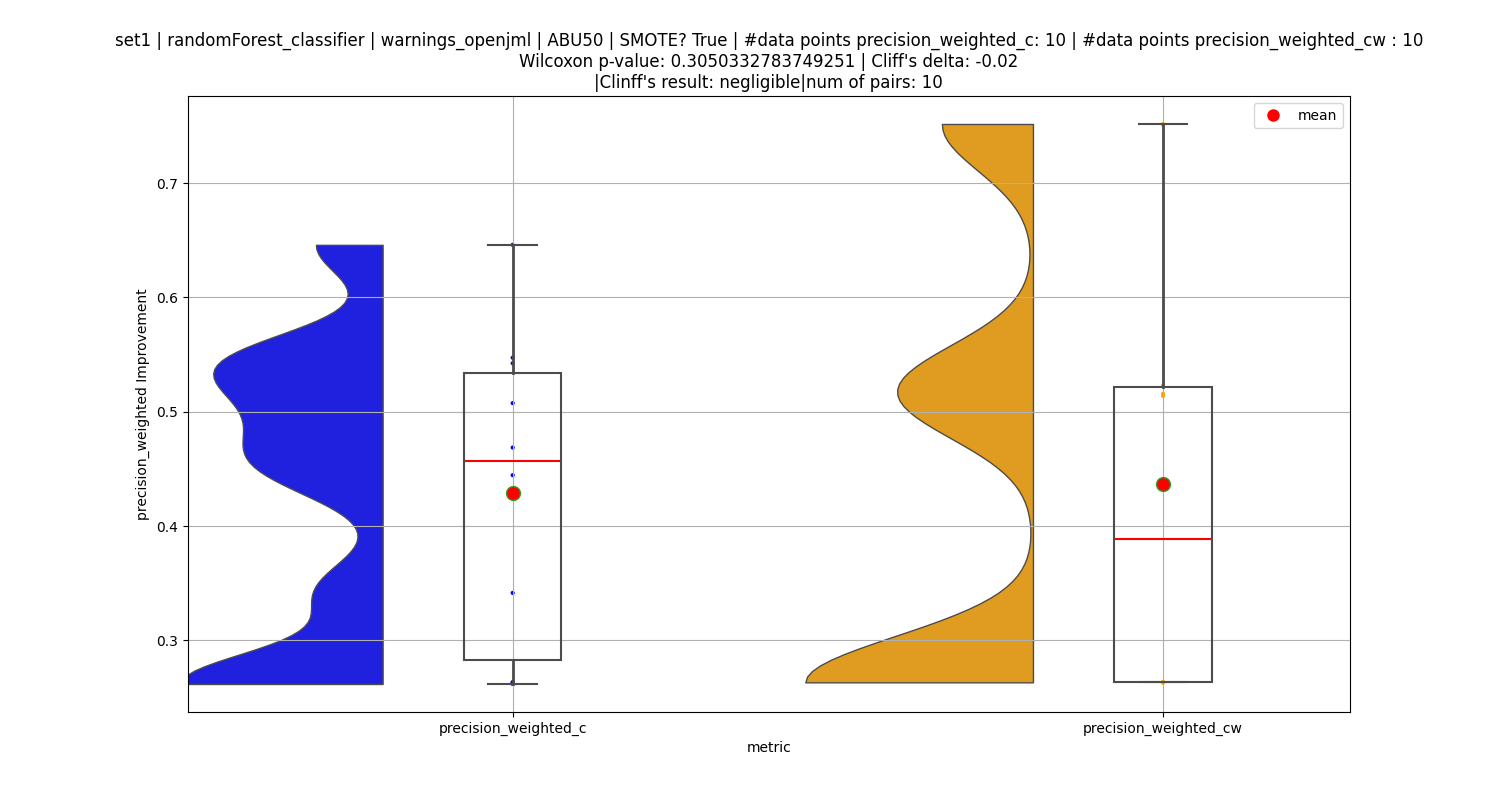 set1 | randomForest_classifier | warnings_openjml | ABU50 | SMOTE? True | #data points precision_weighted_c: 10 | #data points precision_weighted_cw : 10
Wilcoxon p-value: 0.3050332783749251 | Cliff's delta: -0.02
|Clinff's result: negligible|num of pairs: 10
mean
0.7
0.6
0.5
0.4
0.3
precision_weighted Improvement
precision_weighted_c
precision_weighted_cw
metric